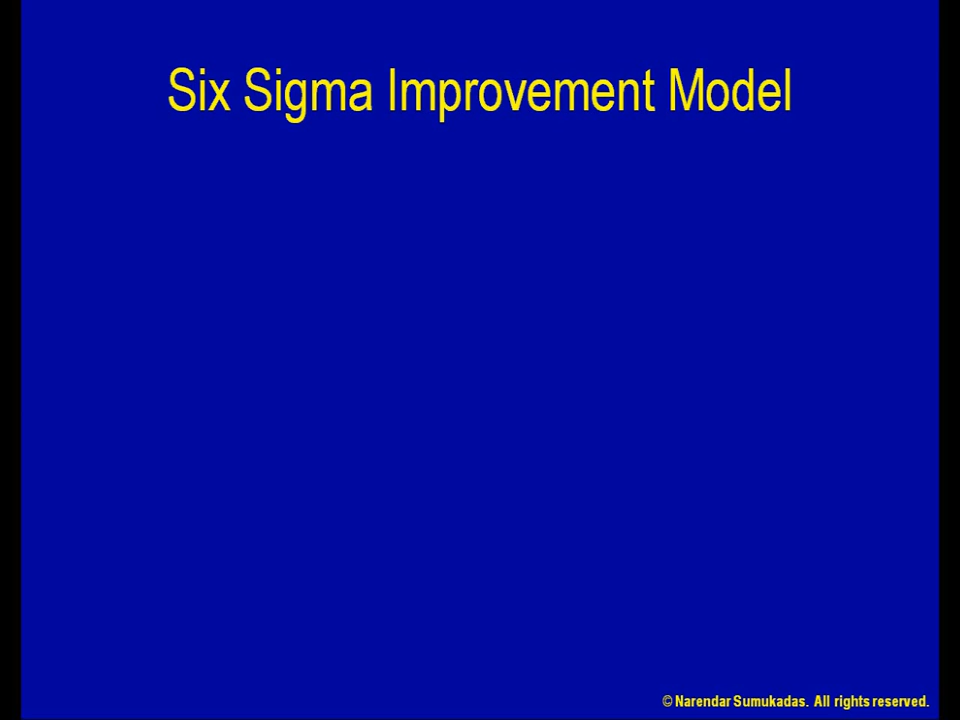 Six Sigma Improvement Model
© Narendar Sumukadas. All rights reserved.